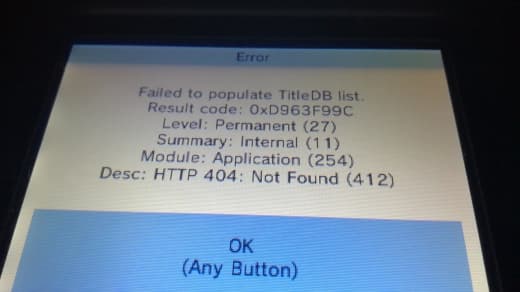 Error
Failed to populate TitleDB list.
Result code: 0xD963F99C
Level: Permanent (27)
Summary: Internal (11)
Module: Application (254)
Desc: HTTP 404: Not Found (412)
OK
(Any Button)